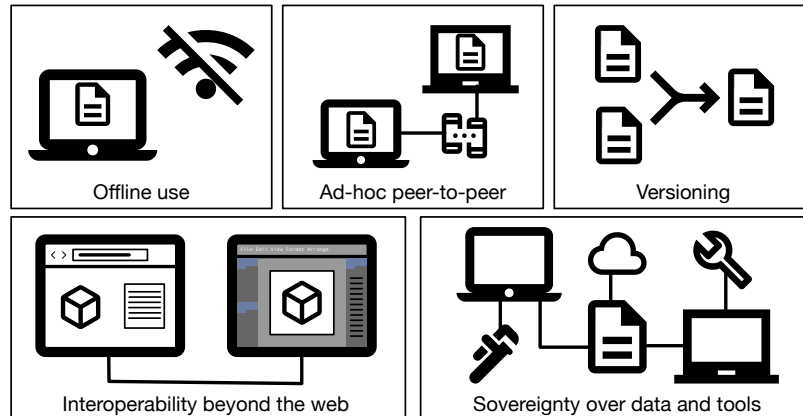 Offline use
Ad-hoc peer-to-peer
Versioning
File Edit View Format Arrange
Interoperability beyond the web
Sovereignty over data and tools